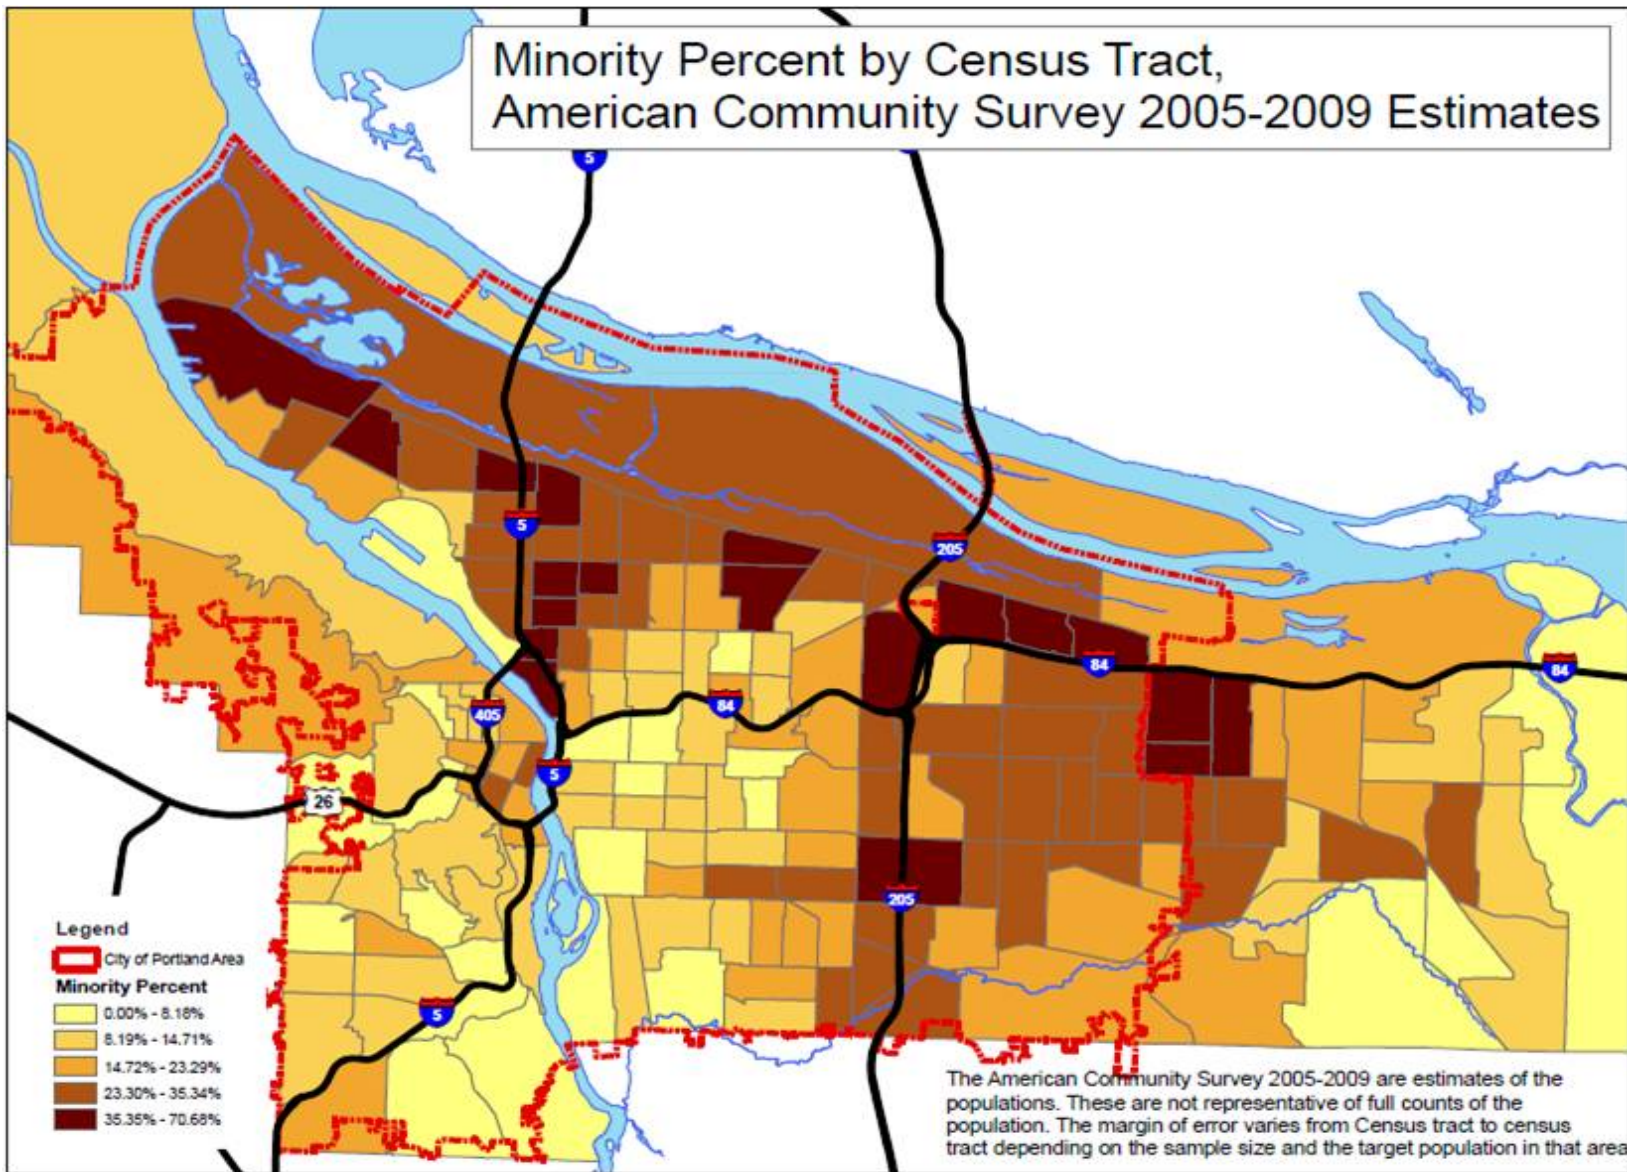 Minority Percent by Census Tract,
American Community Survey 2005-2009 Estimates
5
5
205
84
84
405
84
5
26
205
5
Legend
City of Portland Area
Minority Percent
0.00% - 8.18%
8.19% - 14.71%
14.72% - 23.29%
23.30% - 35.34%
35.35% - 70.68%
The American Community Survey 2005-2009 are estimates of the
populations. These are not representative of full counts of the
population. The margin of error varies from Census tract to census
tract depending on the sample size and the target population in that area